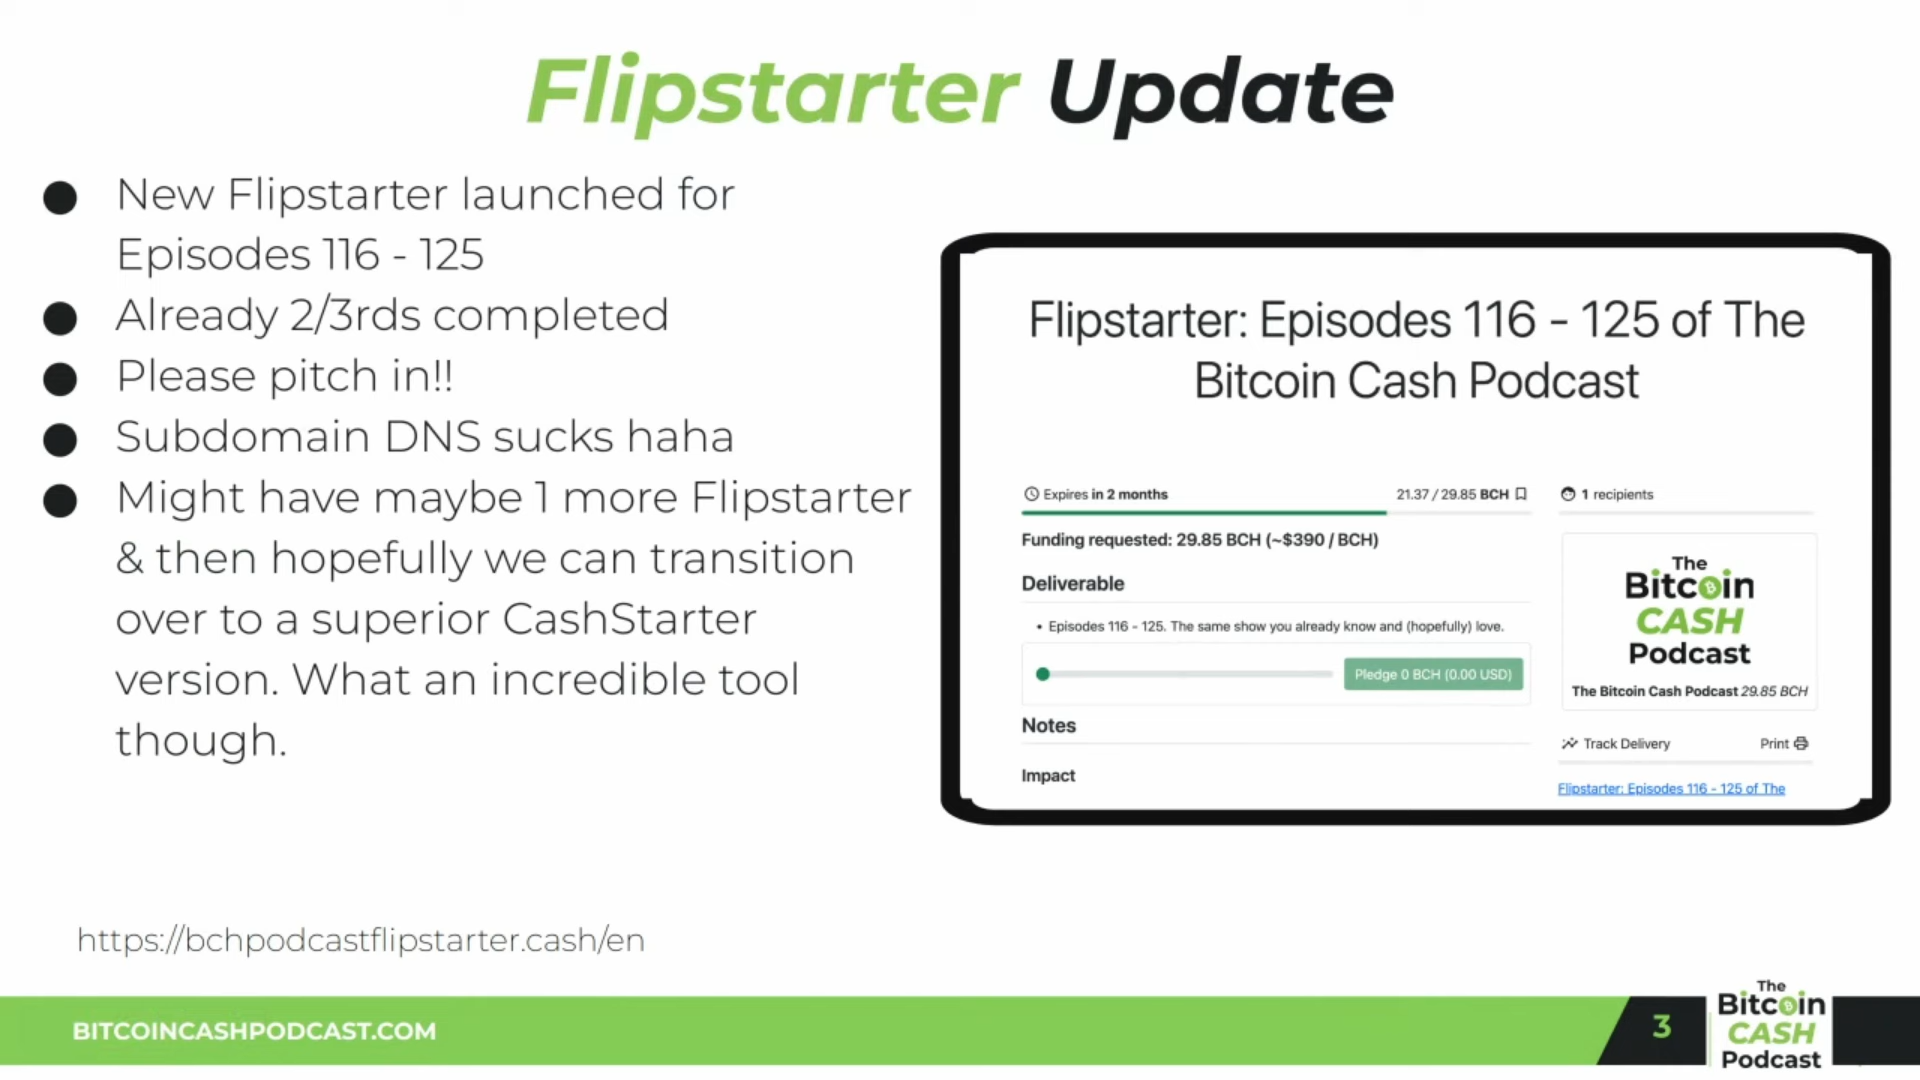 Flipstarter Update
● New Flipstarter launched for
Episodes 116 - 125
● Already 2/3rds completed
● Please pitch in!!
● Subdomain DNS sucks haha
● Might have maybe 1 more Flipstarter
& then hopefully we can transition
over to a superior CashStarter
version. What an incredible tool
though.
https://bchpodcastflipstarter.cash/en
Flipstarter: Episodes 116 - 125 of The
Bitcoin Cash Podcast
Expires in 2 months
21.37 / 29.85 BCH
Funding requested: 29.85 BCH (~$390 / BCH)
Deliverable
• Episodes 116 - 125. The same show you already know and (hopefully) love.
Pledge 0 BCH (0.00 USD)
Notes
Impact
1 recipients
The
Bitcoin
CASH
Podcast
The Bitcoin Cash Podcast 29.85 BCH
Track Delivery
Print
Flipstarter: Episodes 116 - 125 of The
BITCOINCASHPODCAST.COM
3
The
Bitcoin
CASH
Podcast